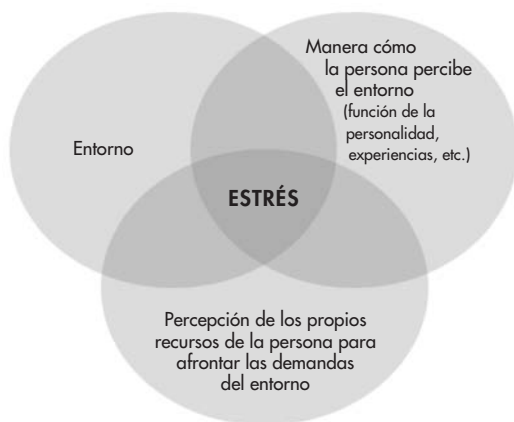 Manera cómo
la persona percibe
el entorno
(función de la
personalidad,
experiencias, etc.)
Entorno
ESTRÉS
Percepción de los propios
recursos de la persona para
afrontar las demandas
del entorno